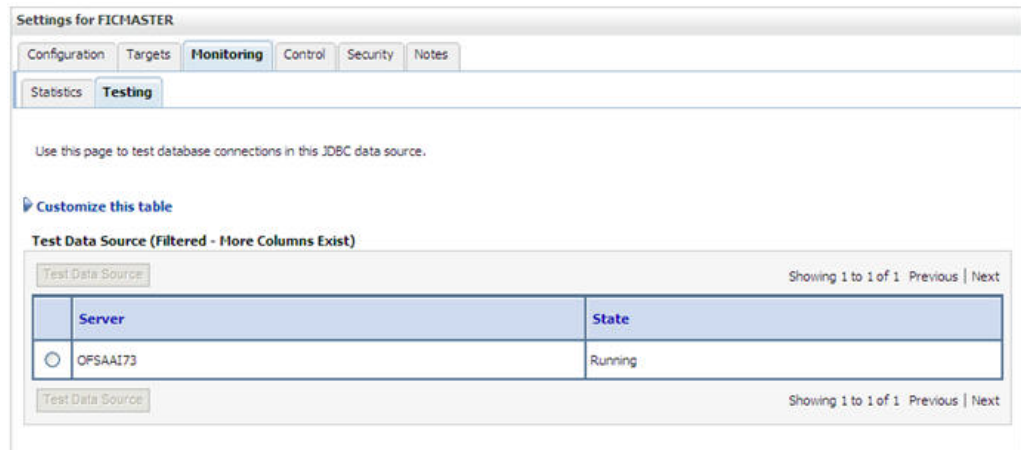 Settings for FICMASTER
Configuration Targets Monitoring Control Security Notes
Statistics Testing
Use this page to test database connections in this JDBC data source.
Customize this table
Test Data Source (Filtered - More Columns Exist)
Test Data Source Showing 1 to 1 of 1 Previous | Next
Server State
OFSAAI73 Running
Test Data Source Showing 1 to 1 of 1 Previous | Next